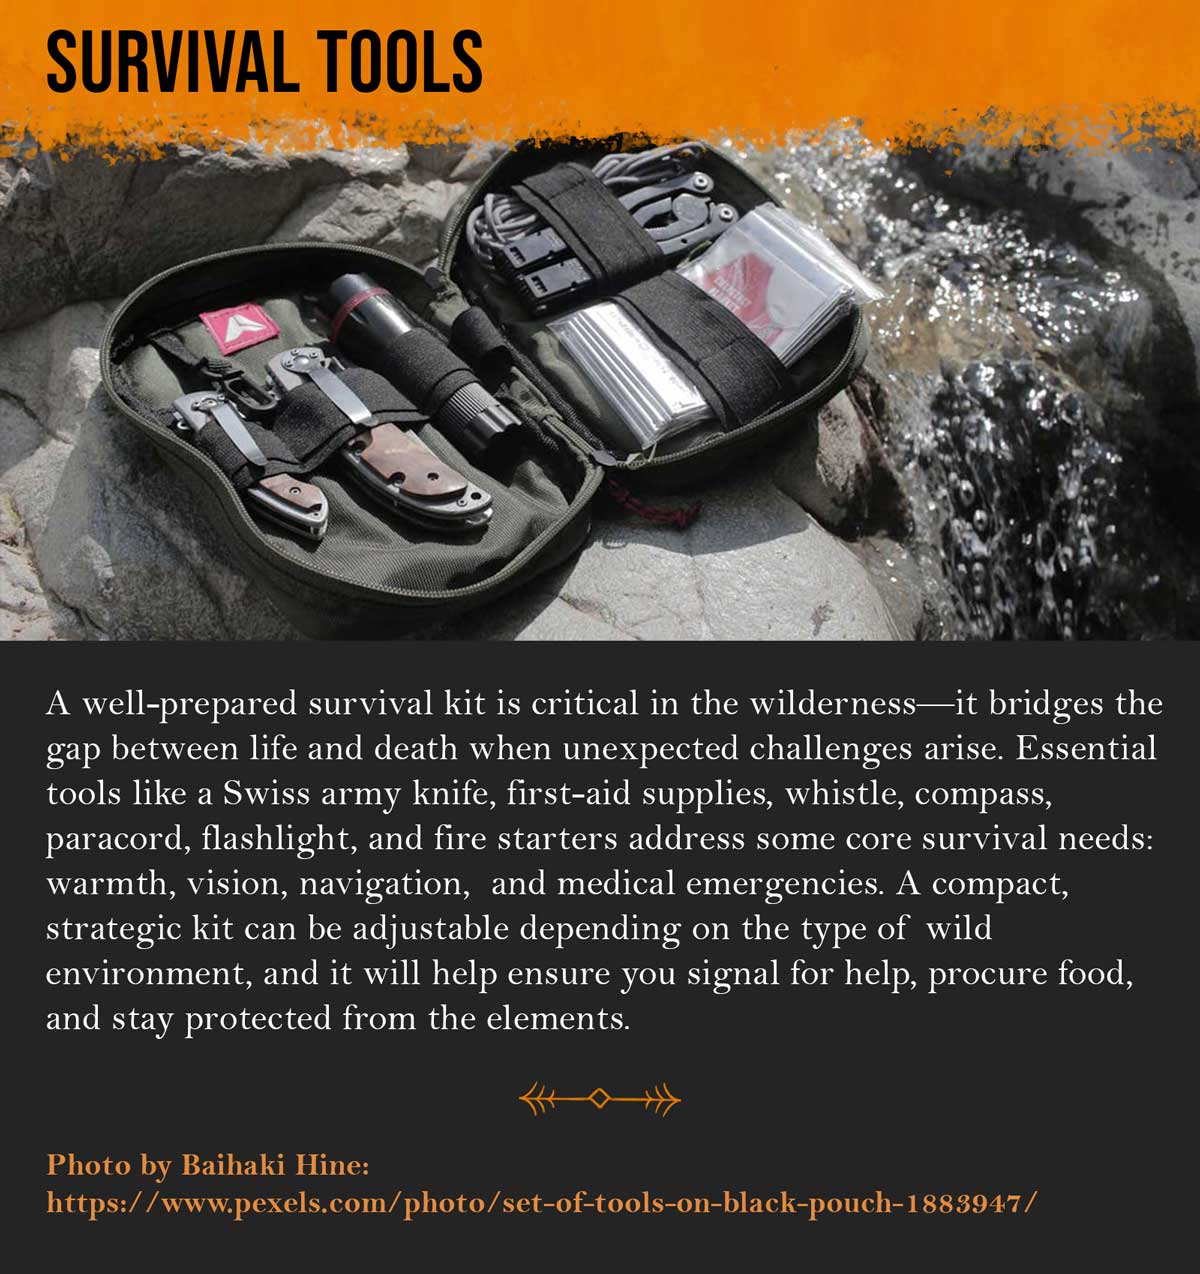 SURVIVAL TOOLS
A well-prepared survival kit is critical in the wilderness—it bridges the
gap between life and death when unexpected challenges arise. Essential
tools like a Swiss army knife, first-aid supplies, whistle, compass,
paracord, flashlight, and fire starters address some core survival needs:
warmth, vision, navigation,  and medical emergencies. A compact,
strategic kit can be adjustable depending on the type of  wild
environment, and it will help ensure you signal for help, procure food,
and stay protected from the elements.
Photo by Baihaki Hine:
https://www.pexels.com/photo/set-of-tools-on-black-pouch-1883947/